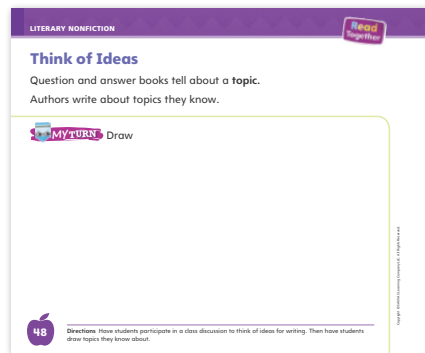 LITERARY NONFICTION
Read
Together
Think of Ideas
Question and answer books tell about a topic.
Authors write about topics they know.
MY TURN Draw
48
Directions Have students participate in a class discussion to think of ideas for writing. Then have students
draw topics they know about.